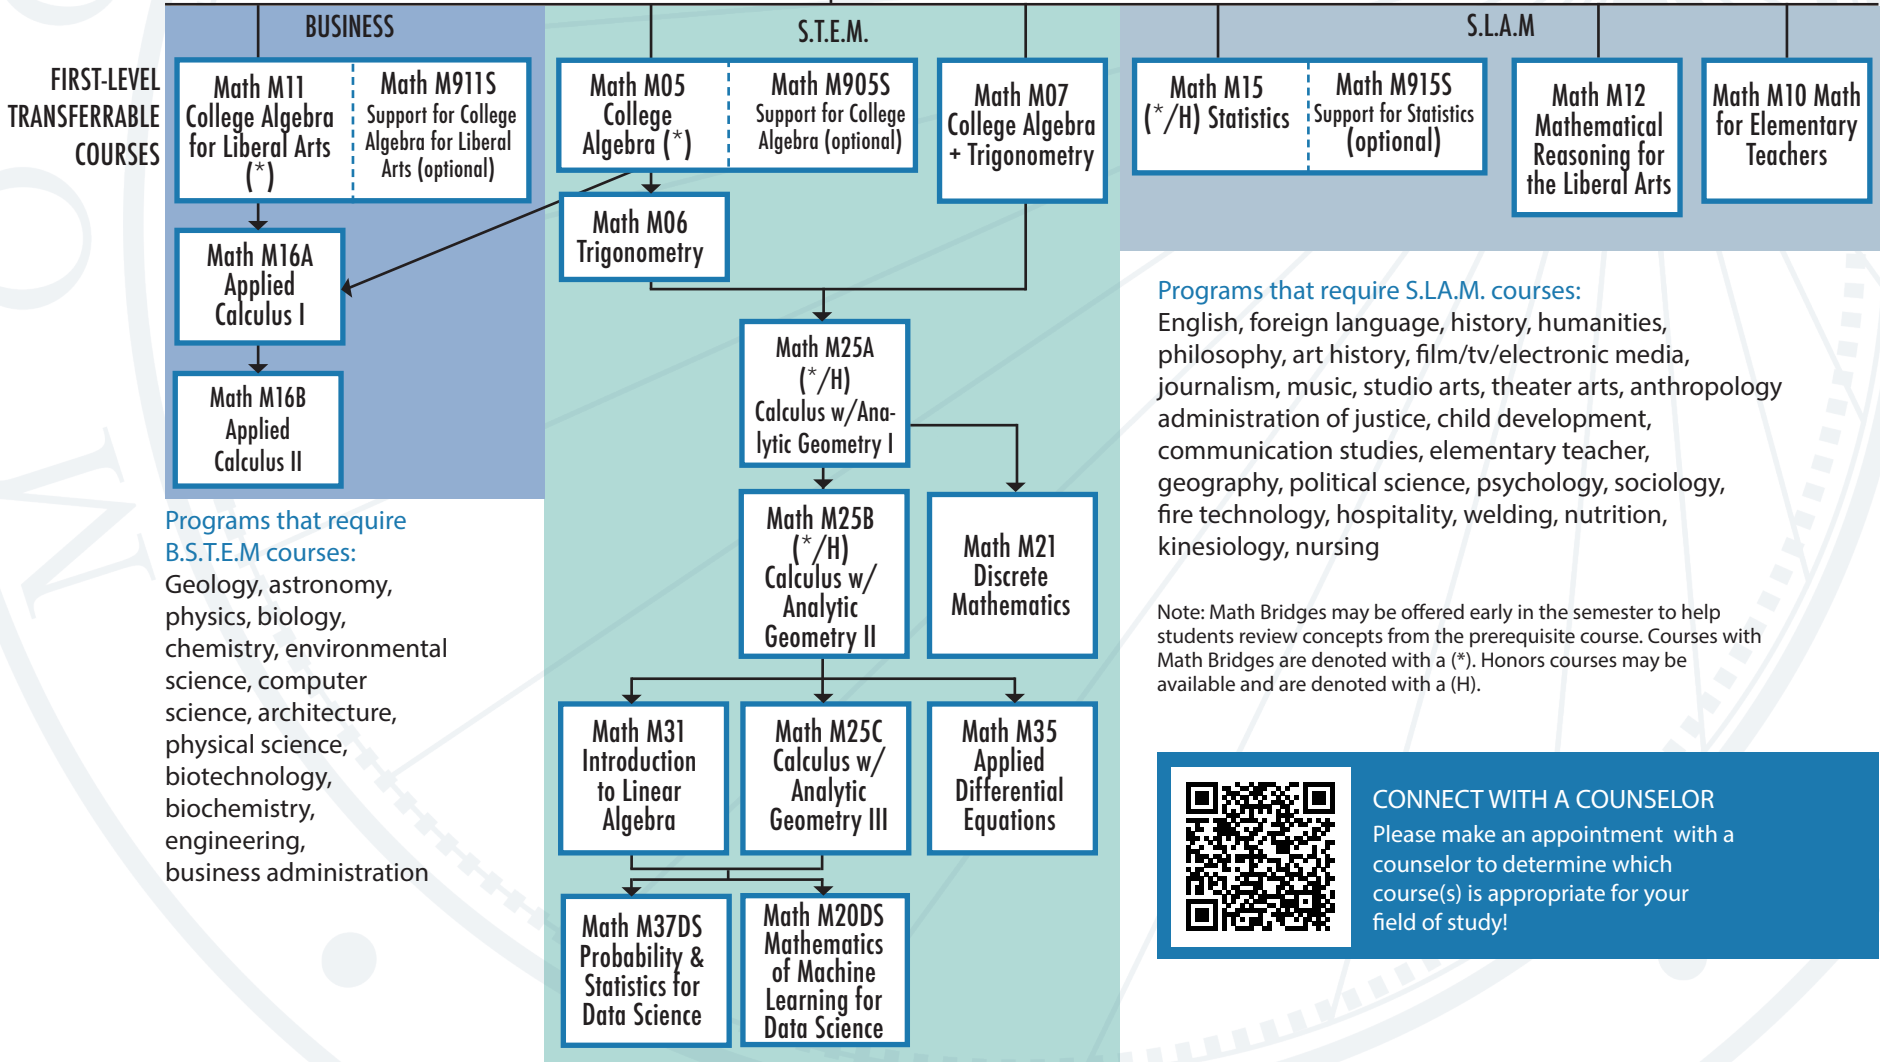 BUSINESS
S.T.E.M.
S.L.A.M
FIRST-LEVEL
TRANSFERRABLE
COURSES
Math M11
College Algebra
for Liberal Arts
(*)
Math M911S
Support for College
Algebra for Liberal
Arts (optional)
Math M05
College
Algebra (*)
Math M905S
Support for College
Algebra (optional)
Math M07
College Algebra
+ Trigonometry
Math M15
(*/H) Statistics
Math M915S
Support for Statistics
(optional)
Math M12
Mathematical
Reasoning for
the Liberal Arts
Math M10 Math
for Elementary
Teachers
Math M16A
Applied
Calculus I
Math M06
Trigonometry
Math M16B
Applied
Calculus II
Math M25A
(*/H)
Calculus w/Ana-
lytic Geometry I
Math M25B
(*/H)
Calculus w/
Analytic
Geometry II
Math M21
Discrete
Mathematics
Math M31
Introduction
to Linear
Algebra
Math M25C
Calculus w/
Analytic
Geometry III
Math M35
Applied
Differential
Equations
Math M37DS
Probability &
Statistics for
Data Science
Math M20DS
Mathematics
of Machine
Learning for
Data Science
Programs that require
B.S.T.E.M courses:
Geology, astronomy,
physics, biology,
chemistry, environmental
science, computer
science, architecture,
physical science,
biotechnology,
biochemistry,
engineering,
business administration
Programs that require S.LA.M. courses:
English, foreign language, history, humanities,
philosophy, art history, film/tv/electronic media,
journalism, music, studio arts, theater arts, anthropology
administration of justice, child development,
communication studies, elementary teacher,
geography, political science, psychology, sociology,
fire technology, hospitality, welding, nutrition,
kinesiology, nursing
Note: Math Bridges may be offered early in the semester to help
students review concepts from the prerequisite course. Courses with
Math Bridges are denoted with a (*). Honors courses may be
available and are denoted with a (H).
CONNECT WITH A COUNSELOR
Please make an appointment with a
counselor to determine which
course(s) is appropriate for your
field of study!
O
M